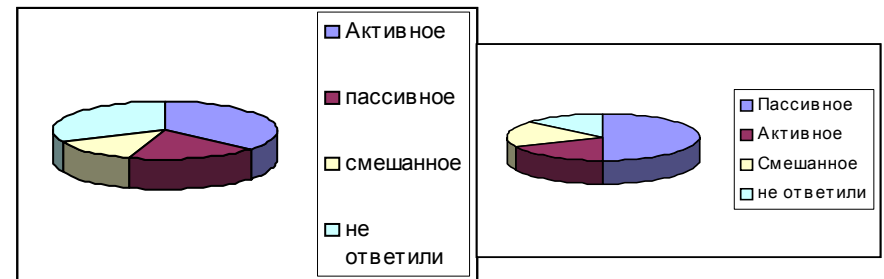 Активное
пассивное
смешанное
не
ответили
Пассивное
Активное
Смешанное
не ответили